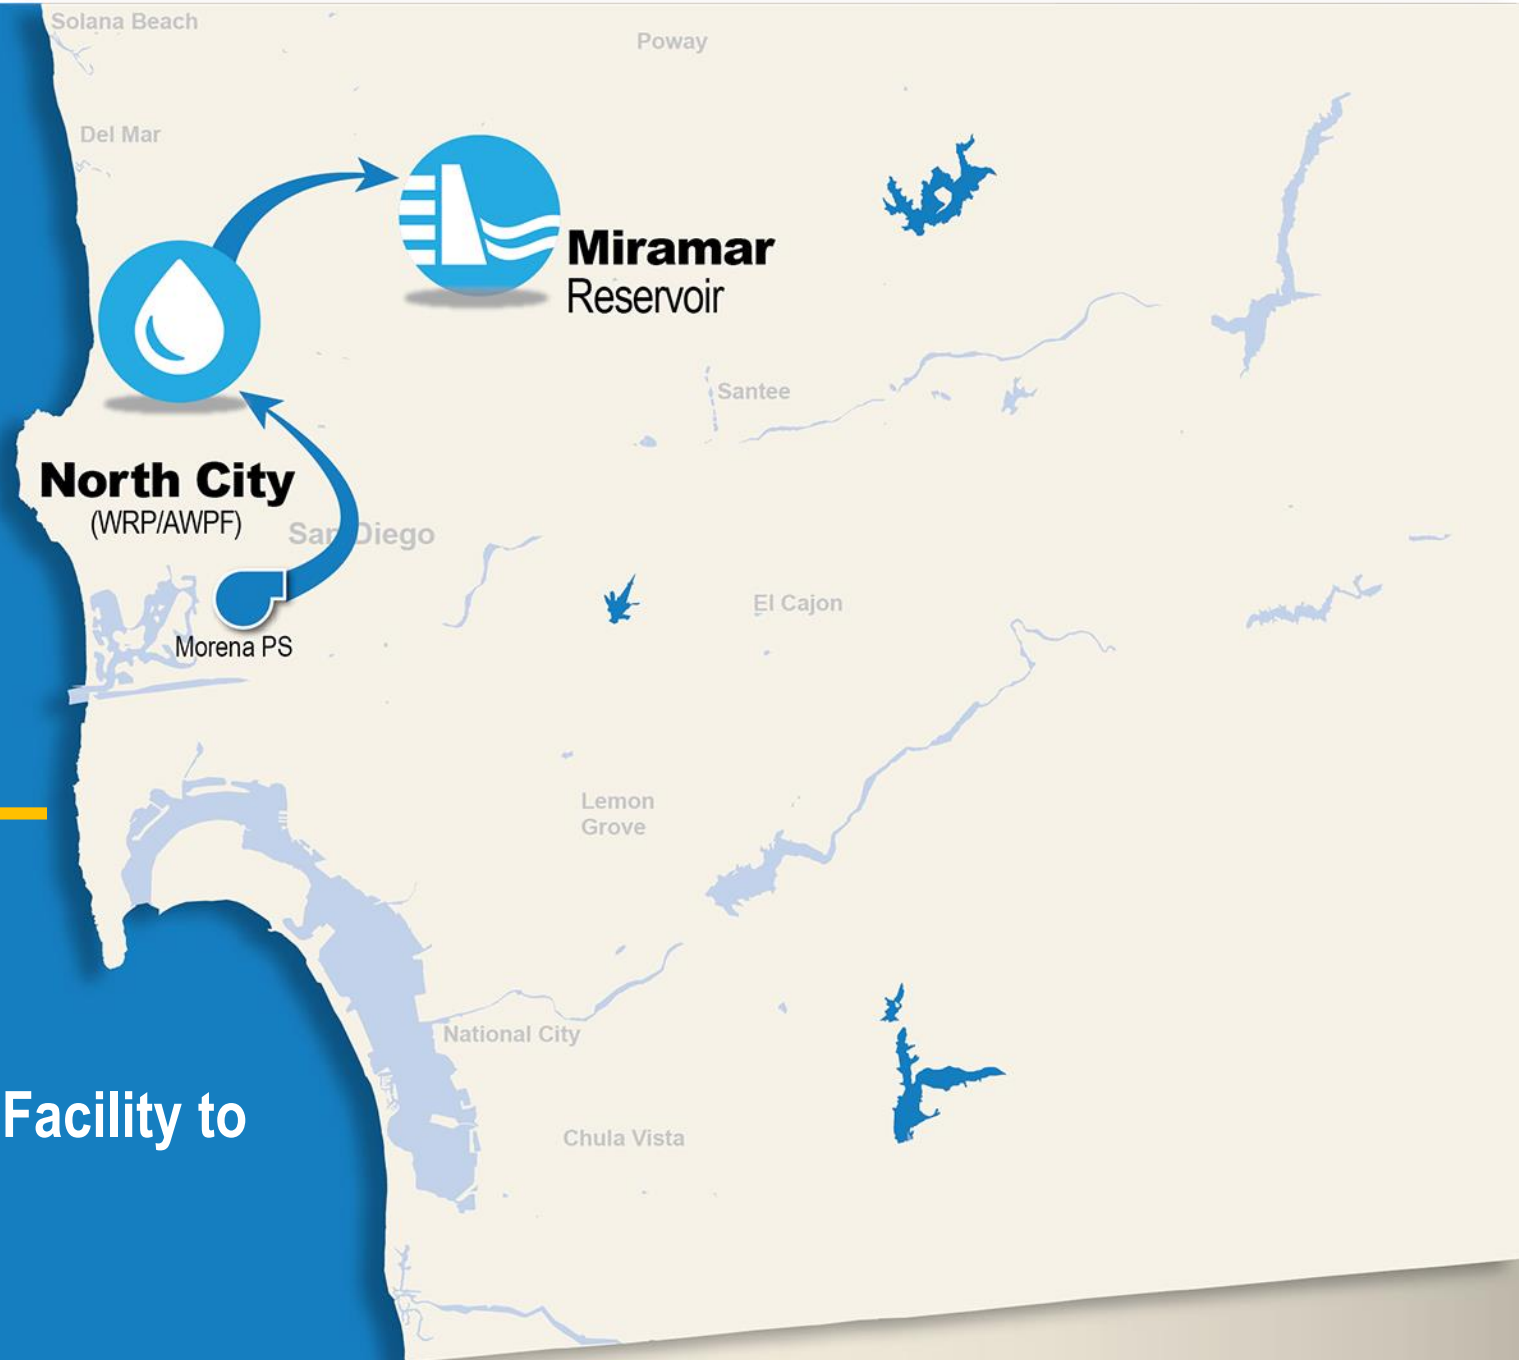 Solana Beach
Poway
Del Mar
Miramar
Reservoir
Santee
North City
(WRP/AWPF)
San Diego
El Cajon
Morena PS
Lemon
Grove
National City
Facility to
Chula Vista